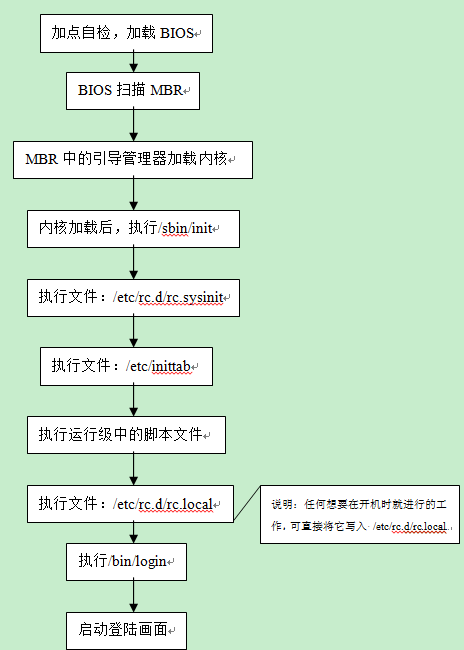 加点自检，加载 BIOS
BIOS 扫描 MBR
MBR 中的引导管理器加载内核
内核加载后，执行/sbin/init
执行文件：/etc/rc.d/rc.sysinit
执行文件：/etc/inittab
执行运行级中的脚本文件
执行文件：/etc/rc.d/rc.local
说明：任何想要在开机时就进行的工
作，可直接将它写入 /etc/rc.d/rc.local
执行/bin/login
启动登陆画面